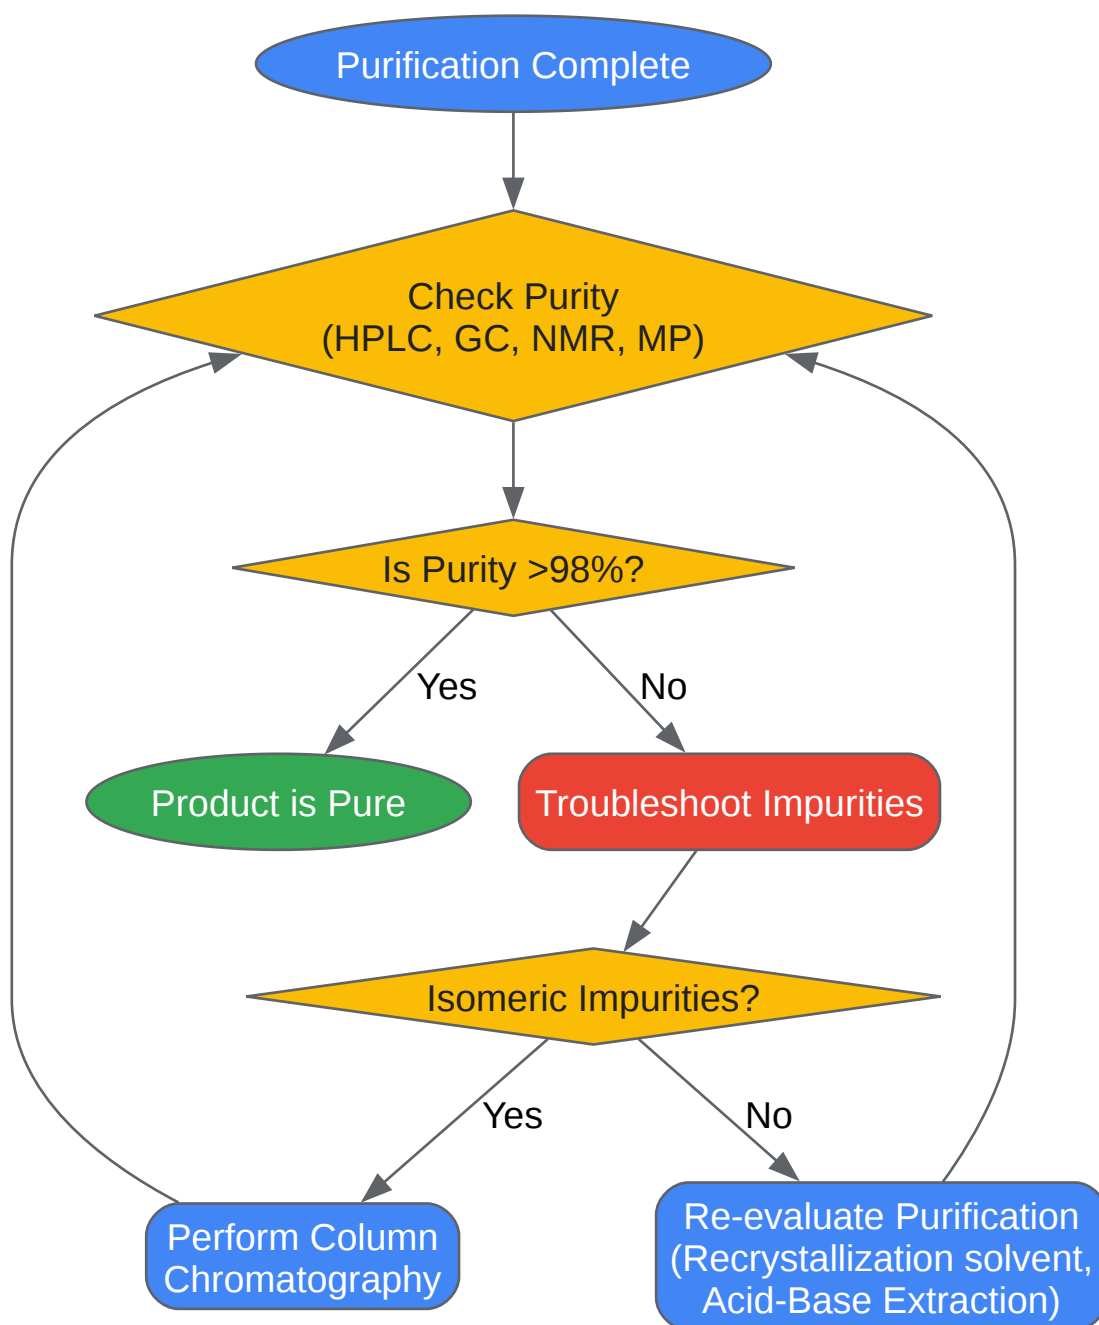 Purification Complete
Check Purity
(HPLC, GC, NMR, MP)
Is Purity >98%?
Yes
No
Product is Pure
Troubleshoot Impurities
Isomeric Impurities?
Yes
No
Perform Column
Chromatography
Re-evaluate Purification
(Recrystallization solvent,
Acid-Base Extraction)